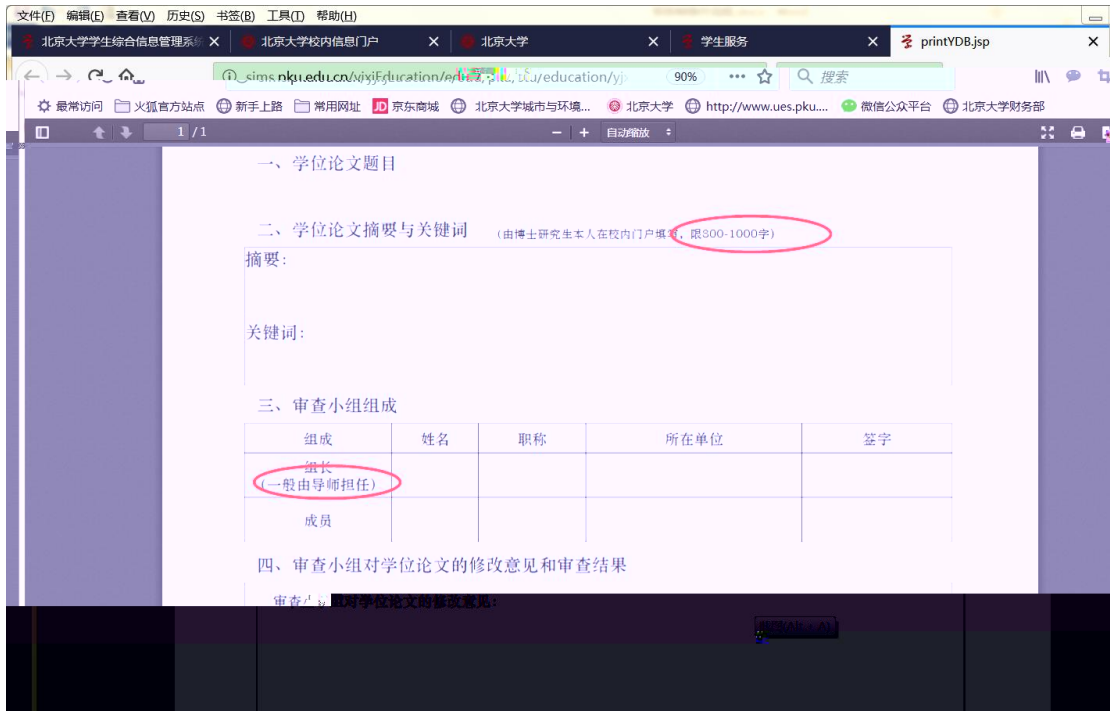 文件(F) 编辑(E) 查看(V) 历史(S) 书签(B) 工具(T) 帮助(H)
北京大学学生综合信息管理系统 北京大学校内信息门户 北京大学 学生服务 printYDB.jsp
90% 搜索
最常访问 火狐官方站点 新手上路 常用网址 JD 京东商城 北京大学城市与环境... 北京大学 http://www.ues.pku.... 微信公众平台 北京大学财务部
1 / 1 自动缩放
一、学位论文题目
二、学位论文摘要与关键词 (由博士研究生本人在校内门户填写，限800-1000字)
摘要:
关键词:
三、审查小组组成
组成 姓名 职称 所在单位 签字
组长
(一般由导师担任)
成员
四、审查小组对学位论文的修改意见和审查结果
审查小组对学位论文的修改意见: